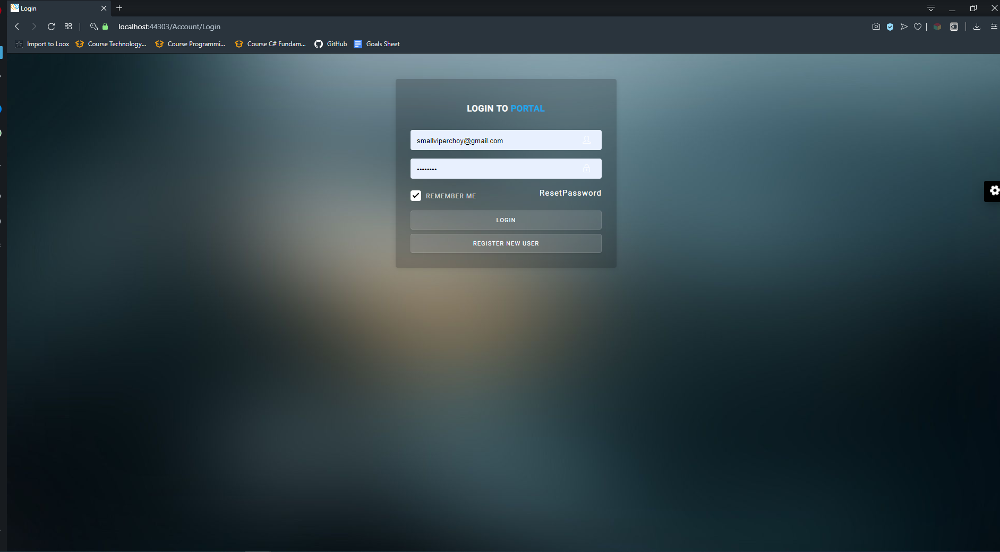 Login
localhost:44303/Account/Login
Import to Loox Course Technology... Course Programmi... Course C# Fundam... GitHub Goals Sheet
LOGIN TO PORTAL
smallviperchoy@gmail.com
••••••••
REMEMBER ME ResetPassword
LOGIN
REGISTER NEW USER